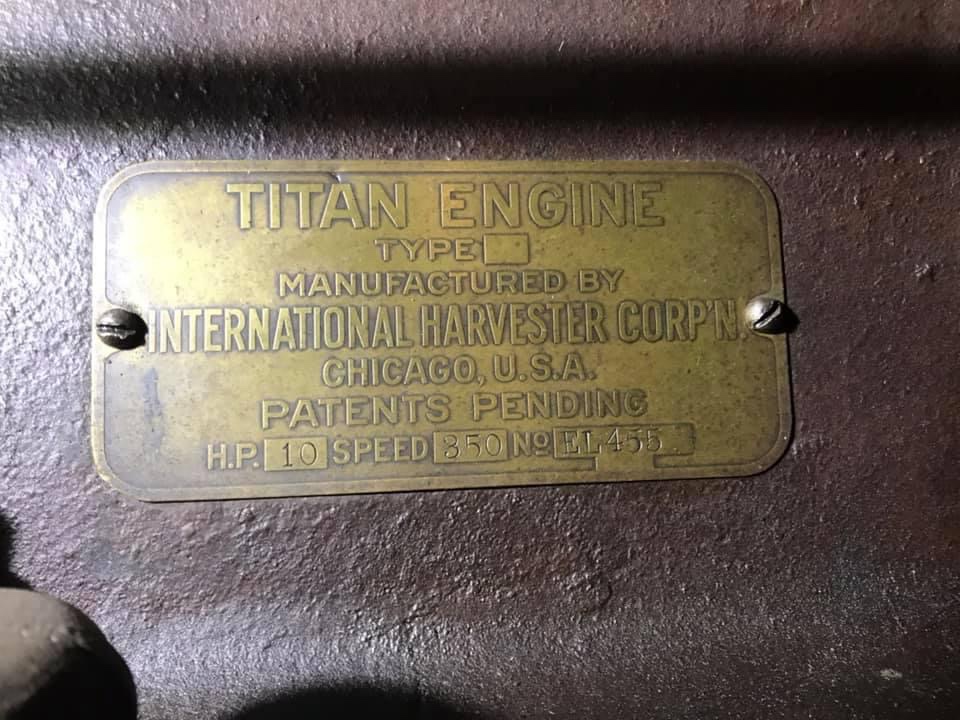 TITAN ENGINE
TYPE
MANUFACTURED BY
INTERNATIONAL HARVESTER CORP'N.
CHICAGO, U.S.A.
PATENTS PENDING
H.P. 10 SPEED 350 No EL455